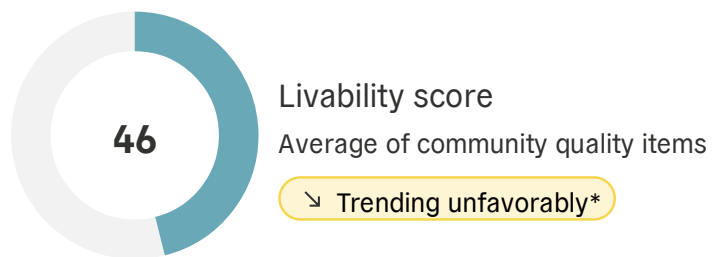 46
Livability score
Average of community quality items
↘ Trending unfavorably*